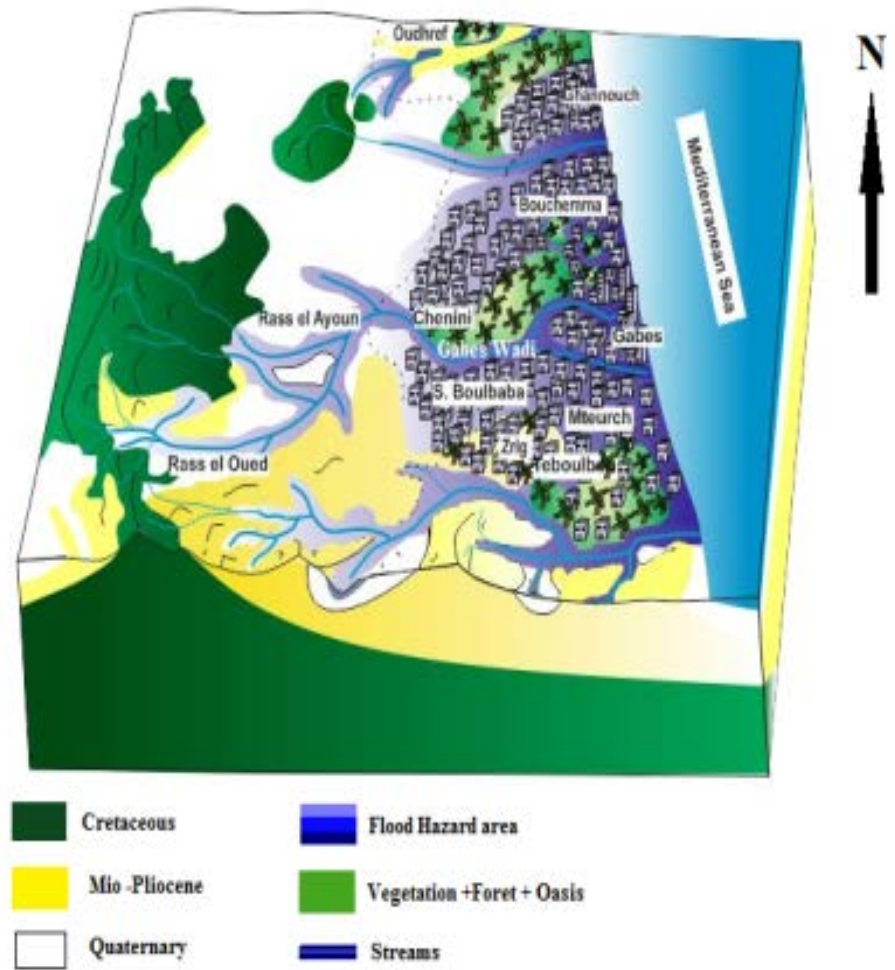 Oudhref
N
Ghannouch
Mediterranean Sea
Bouchemma
Rass el Ayoun
Chenini
Gabes
Gabes Wadi
S. Boulbaba
Mteurch
Zrig
Rass el Oued
Cretaceous
Flood Hazard area
Mio -Pliocene
Vegetation +Foret + Oasis
Quaternary
Streams